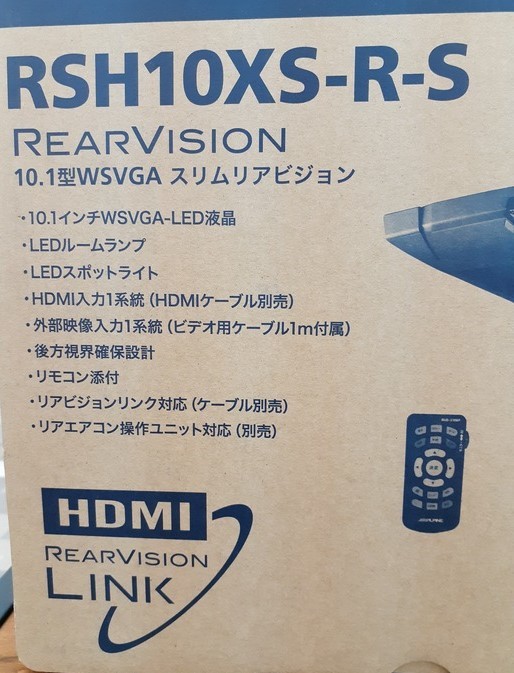 RSH10XS-R-S
REARVISION
10.1型WSVGA スリムリアビジョン
・10.1インチWSVGA-LED液晶
・LEDルームランプ
・LEDスポットライト
・HDMI入力1系統（HDMIケーブル別売）
・外部映像入力1系統（ビデオ用ケーブル1m付属）
・後方視界確保設計
・リモコン添付
・リアビジョンリンク対応（ケーブル別売）
・リアエアコン操作ユニット対応（別売）
ALPINE
HDMI
REARVISION
LINK